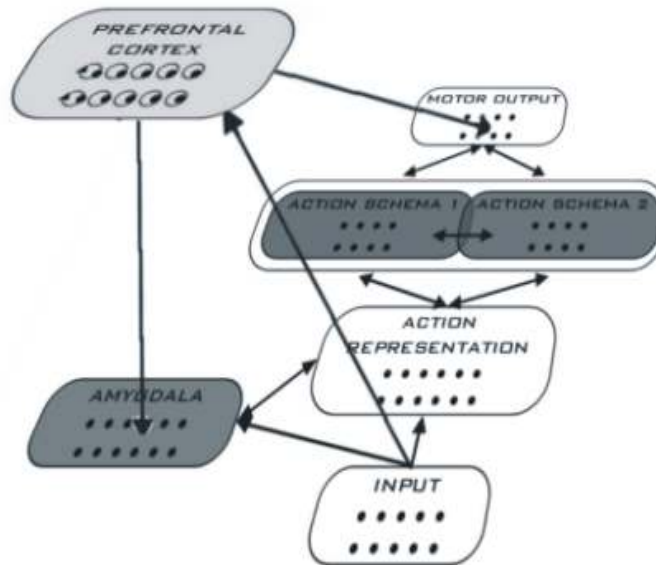 PREFRONTAL
CORTEX
MOTOR OUTPUT
ACTION SCHEMA 1
ACTION SCHEMA 2
ACTION
REPRESENTATION
AMYGDALA
INPUT